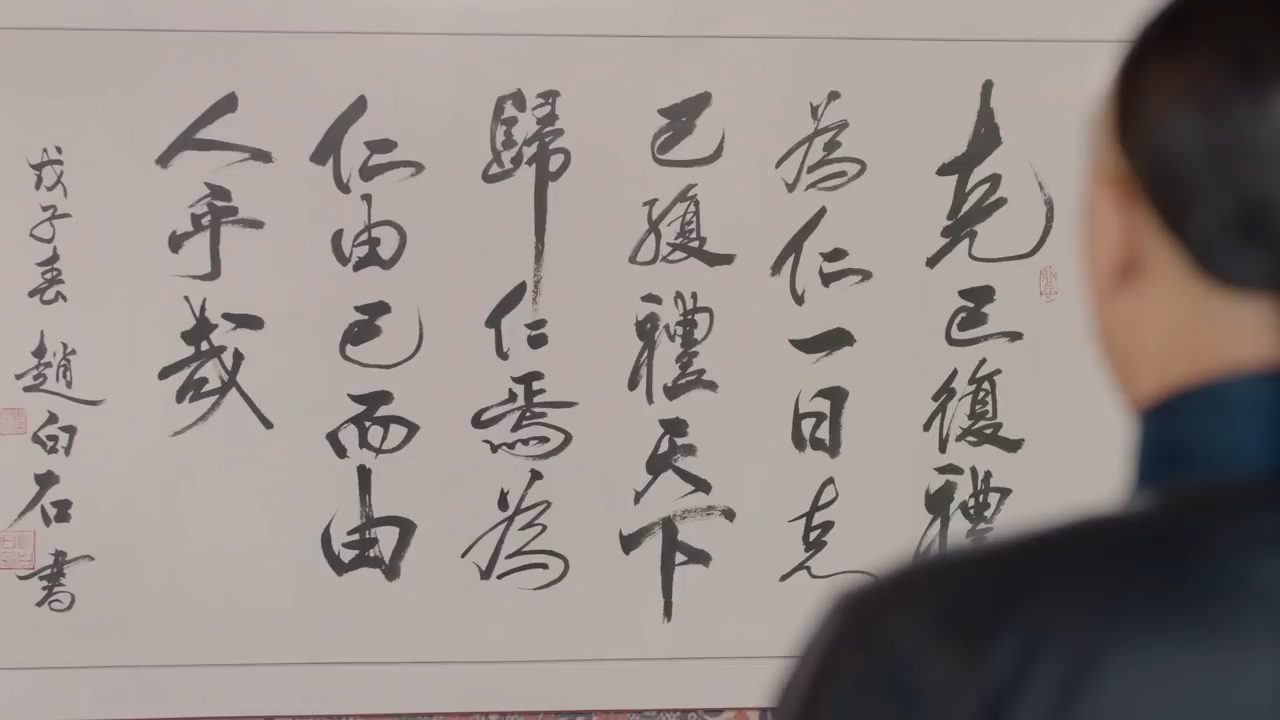 克己復禮
為仁一日克
己復禮天下
歸仁焉為
仁由己而由
人乎哉
戊子春趙白石書